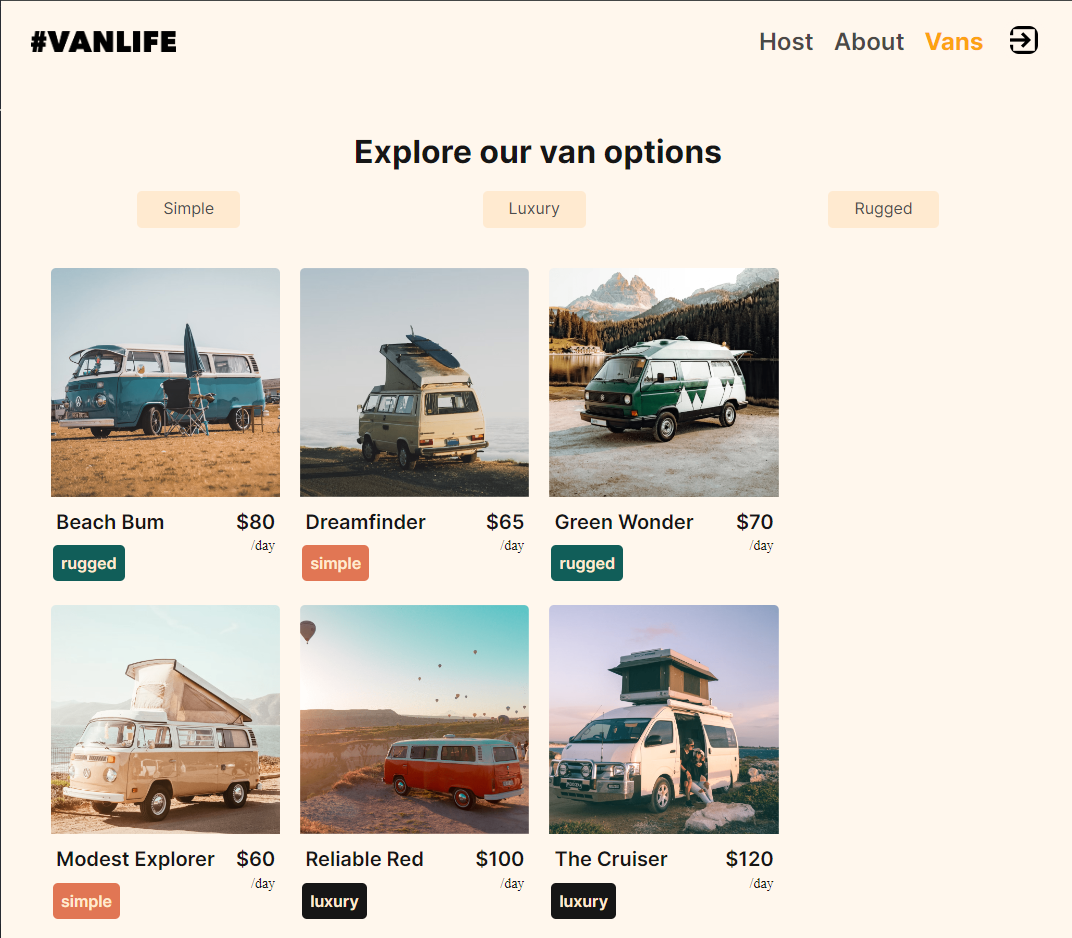 #VANLIFE
Host About Vans
Explore our van options
Simple Luxury Rugged
Beach Bum $80 Dreamfinder $65 Green Wonder $70
/day /day /day
rugged simple rugged
Modest Explorer $60 Reliable Red $100 The Cruiser $120
/day /day /day
simple luxury luxury